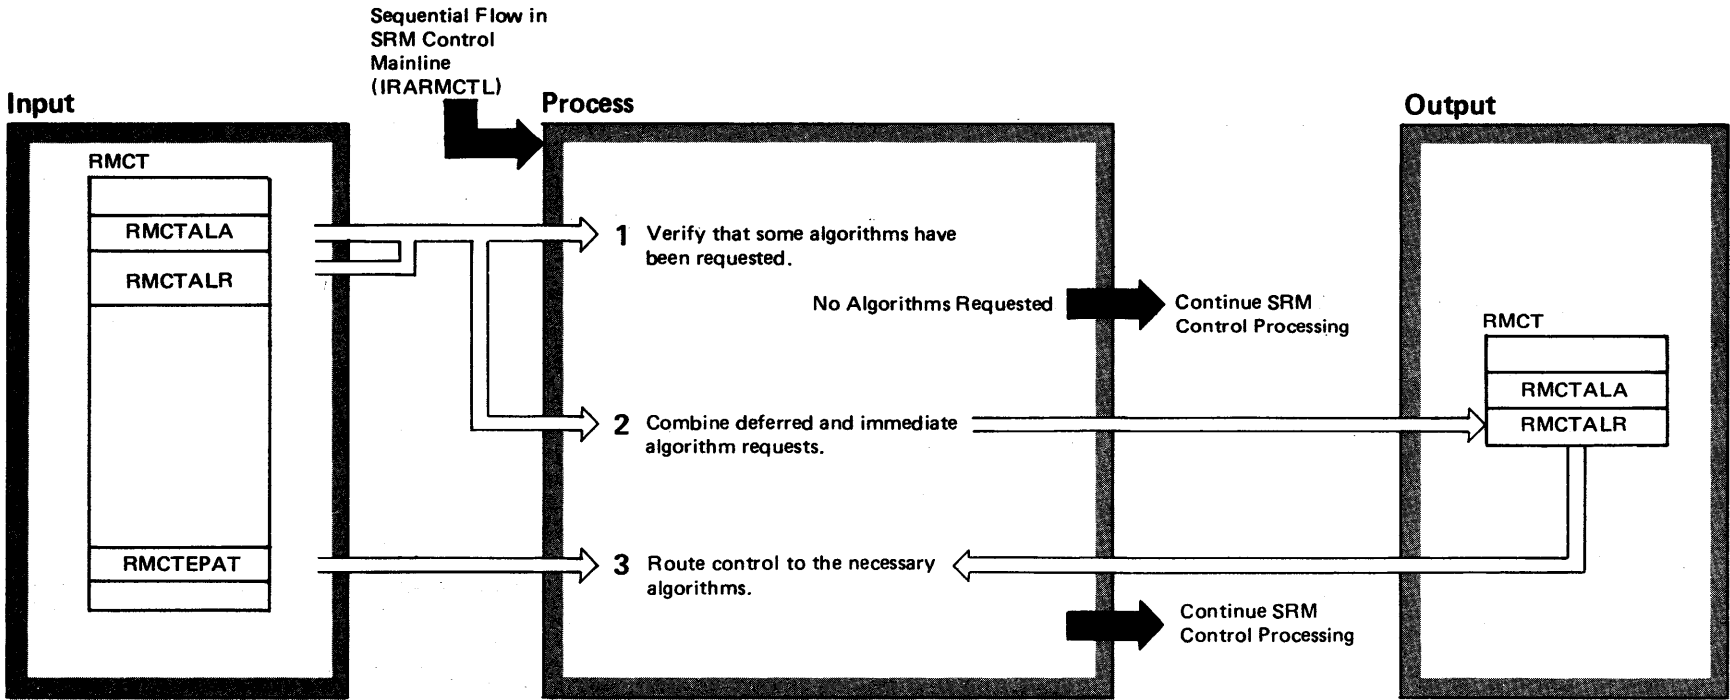 Sequential Flow in
SRM Control
Mainline
(IRARMCTL)
Input
Process
Output
RMCT
RMCTALA
RMCTALR
RMCTEPAT
1 Verify that some algorithms have
been requested.
No Algorithms Requested
Continue SRM
Control Processing
2 Combine deferred and immediate
algorithm requests.
3 Route control to the necessary
algorithms.
Continue SRM
Control Processing
RMCT
RMCTALA
RMCTALR